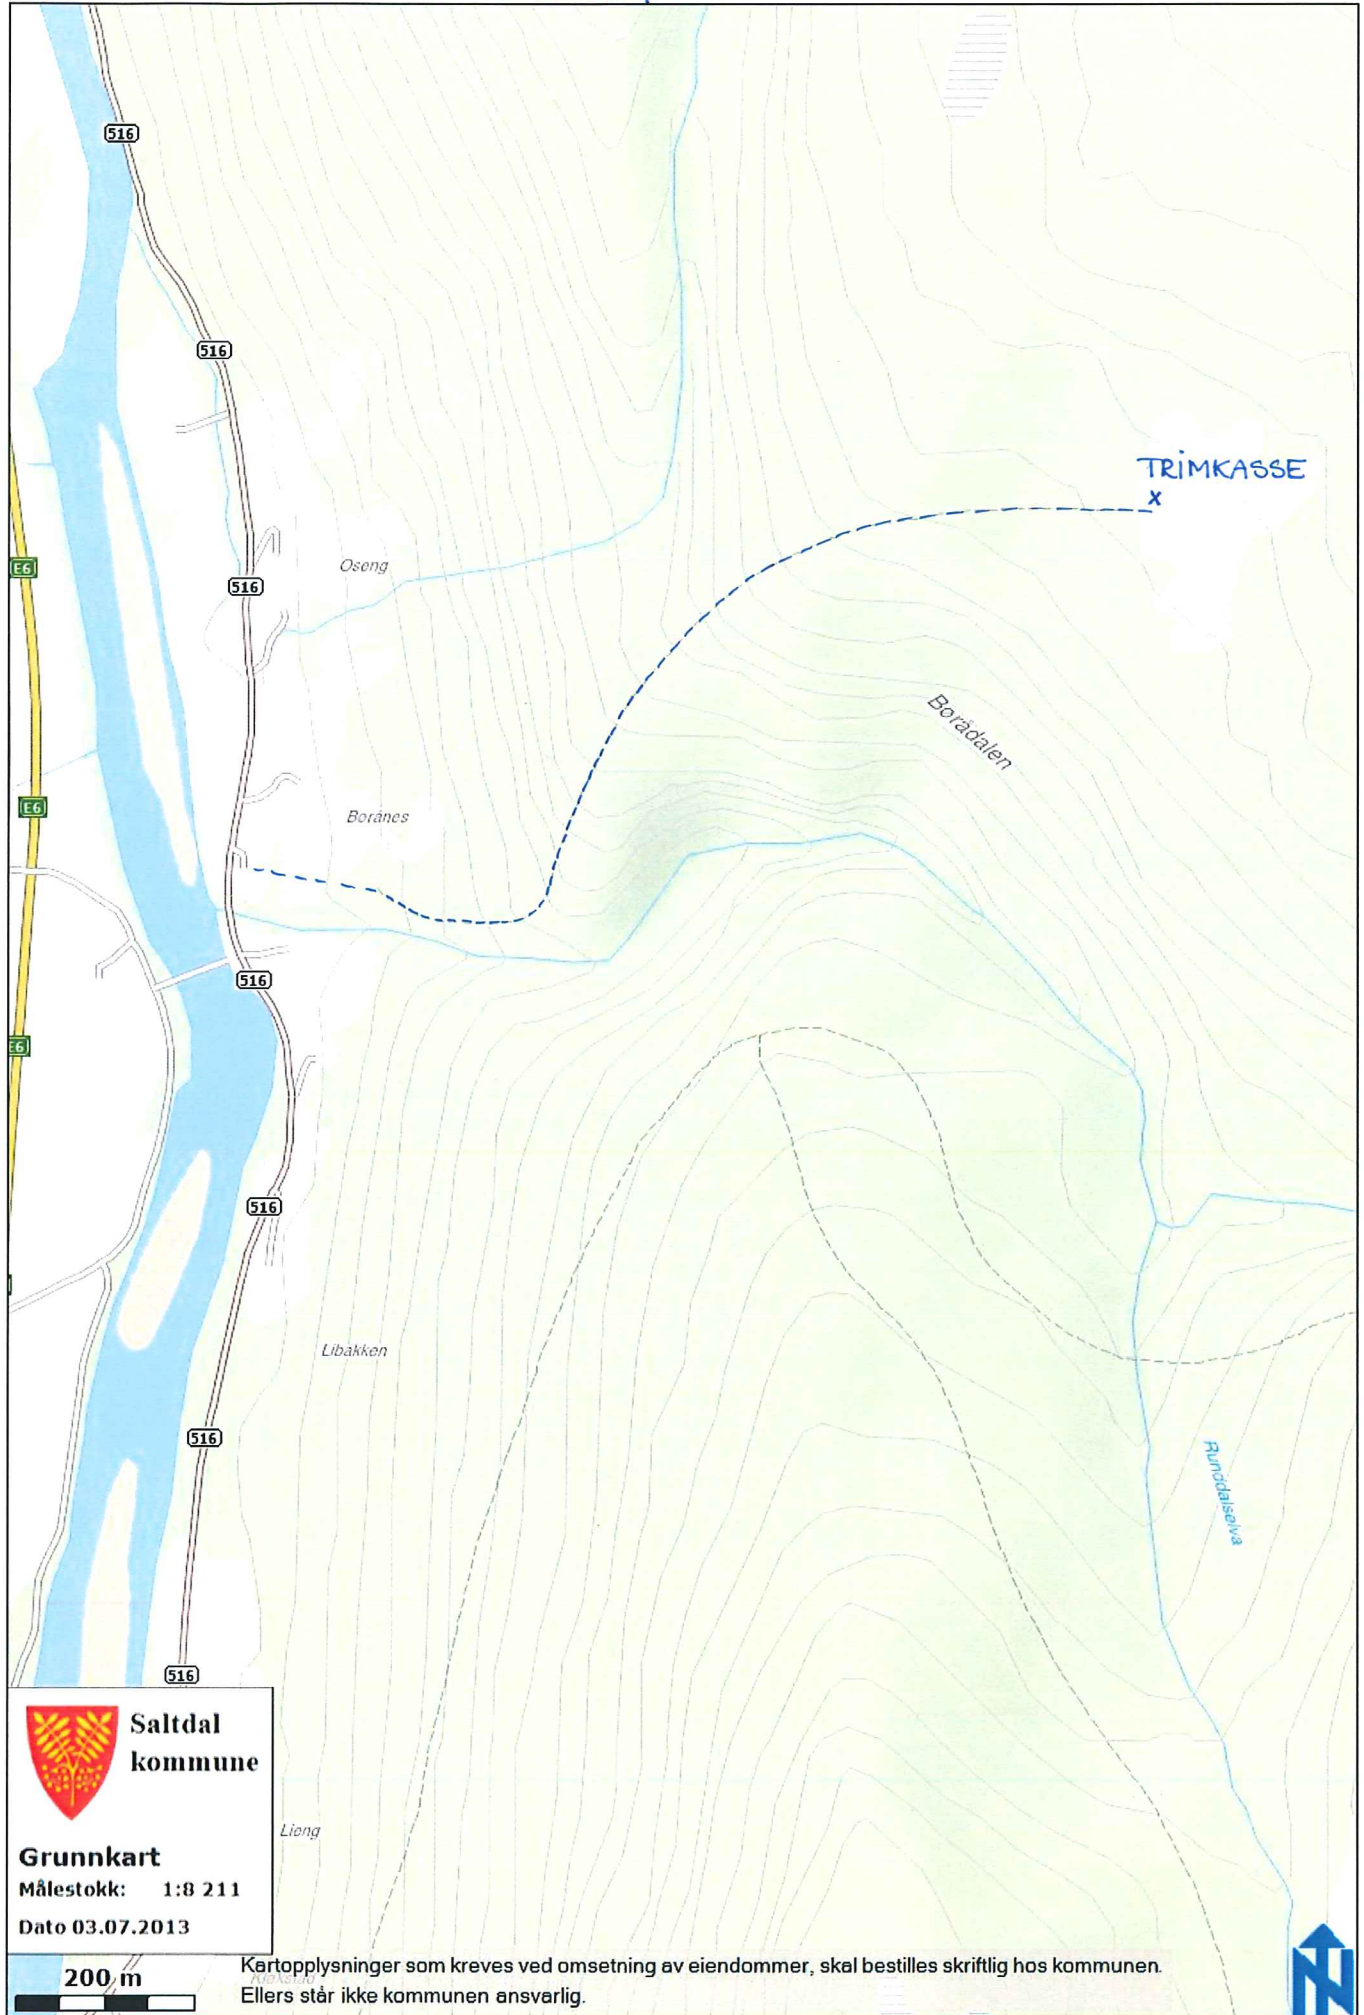 516
516
TRIMKASSE
x
E6
Oseng
516
Borådalen
E6
Boränes
516
E6
516
Libakken
516
Runddalselva
516
Saltdal
kommune
Lieng
Grunnkart
Målestokk: 1:8 211
Dato 03.07.2013
Kartopplysninger som kreves ved omsetning av eiendommer, skal bestilles skriftlig hos kommunen.
200 m
Klekstad
Ellers står ikke kommunen ansvarlig.
N